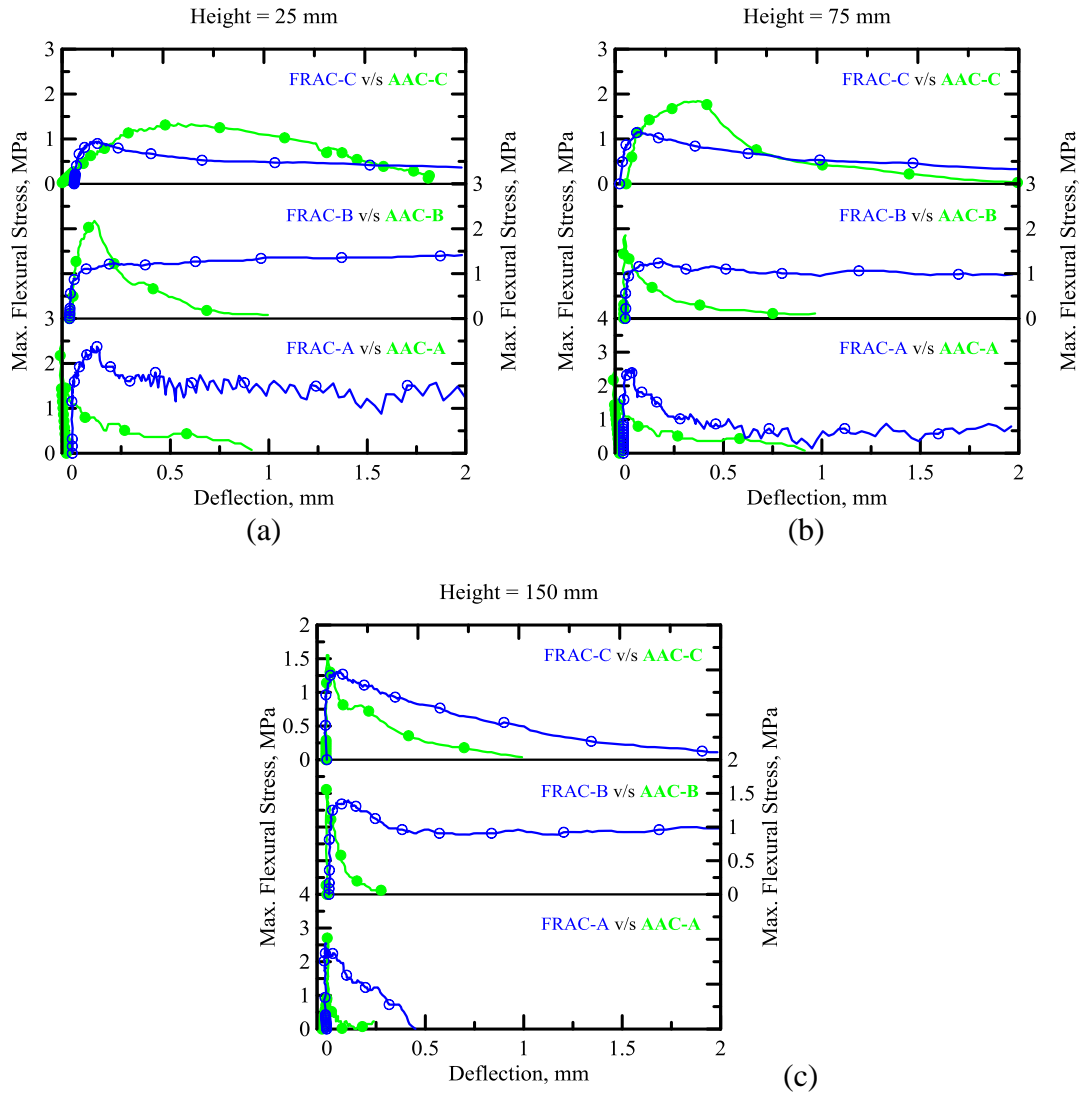 Height = 25 mm
3
FRAC-C v/s AAC-C
2
1
0
3
FRAC-B v/s AAC-B
2
1
3
0
FRAC-A v/s AAC-A
2
1
0
0 0.5 1 1.5 2
Deflection, mm
Max. Flexural Stress, MPa
Max. Flexural Stress, MPa
(a)
Height = 75 mm
3
FRAC-C v/s AAC-C
2
1
0
3
FRAC-B v/s AAC-B
2
1
4
0
FRAC-A v/s AAC-A
3
2
1
0
0 0.5 1 1.5 2
Deflection, mm
Max. Flexural Stress, MPa
Max. Flexural Stress, MPa
(b)
Height = 150 mm
2
FRAC-C v/s AAC-C
1.5
1
0.5
0
2
FRAC-B v/s AAC-B
1.5
1
0.5
4
0
FRAC-A v/s AAC-A
3
2
1
0
0 0.5 1 1.5 2
Deflection, mm
Max. Flexural Stress, MPa
Max. Flexural Stress, MPa
(c)